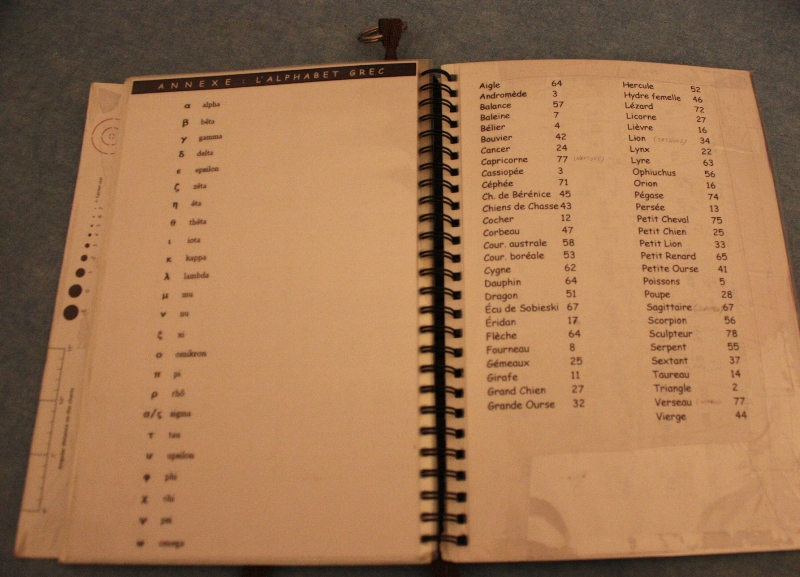 ANNEXE : L'ALPHABET GREC
α alpha
β bêta
γ gamma
δ delta
ε epsilon
ζ zêta
η êta
θ thêta
ι iota
κ kappa
λ lambda
μ mu
ν nu
ξ xi
ο omikron
π pi
ρ rhô
σ/ς sigma
τ tau
υ upsilon
φ phi
χ chi
ψ psi
ω omega
Aigle 64
Andromède 3
Balance 57
Baleine 7
Bélier 4
Bouvier 42
Cancer 24
Capricorne 77
Cassiopée 3
Céphée 71
Ch. de Bérénice 45
Chiens de Chasse 43
Cocher 12
Corbeau 47
Cour. australe 58
Cour. boréale 53
Cygne 62
Dauphin 64
Dragon 51
Écu de Sobieski 67
Éridan 17
Flèche 64
Fourneau 8
Gémeaux 25
Girafe 11
Grand Chien 27
Grande Ourse 32
Hercule 52
Hydre femelle 46
Lézard 72
Licorne 27
Lièvre 16
Lion 34
Lynx 22
Lyre 63
Ophiuchus 56
Orion 16
Pégase 74
Persée 13
Petit Cheval 75
Petit Chien 25
Petit Lion 33
Petit Renard 65
Petite Ourse 41
Poissons 5
Poupe 28
Sagittaire 67
Scorpion 56
Sculpteur 78
Serpent 55
Sextant 37
Taureau 14
Triangle 2
Verseau 77
Vierge 44